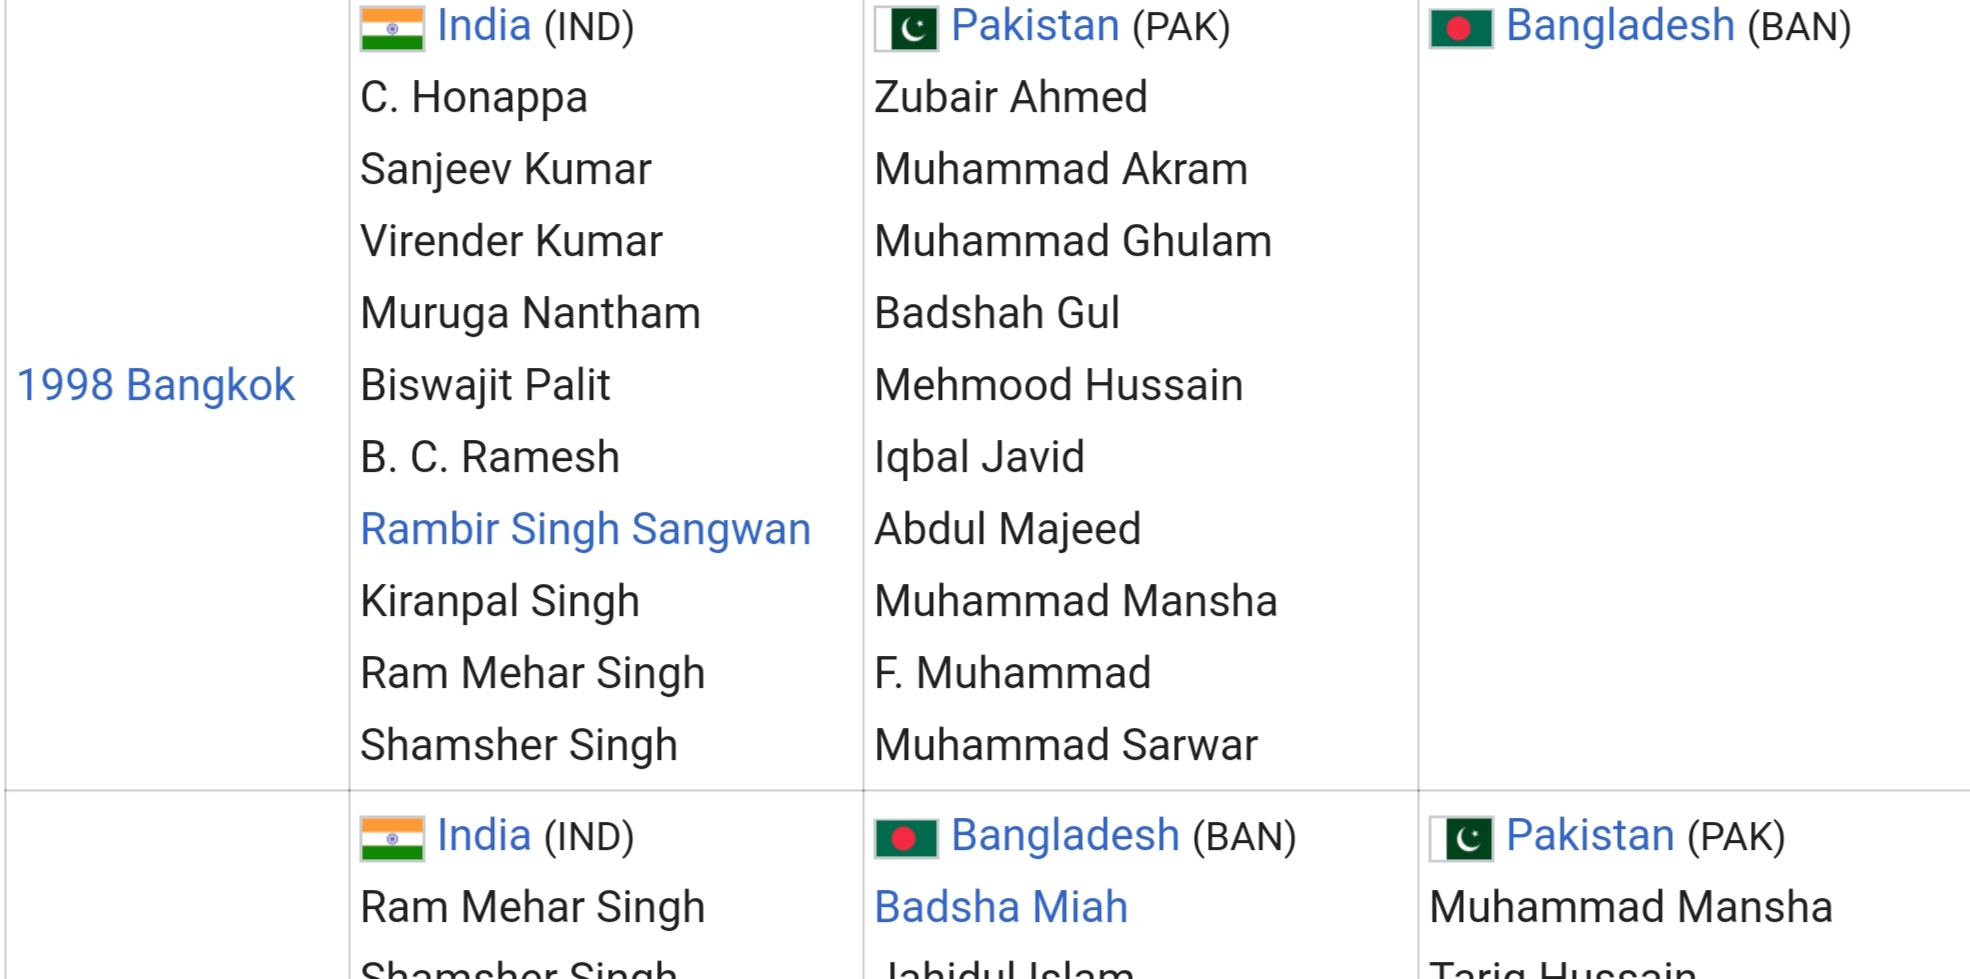 India (IND)
C. Honappa
Sanjeev Kumar
Virender Kumar
Muruga Nantham
Biswajit Palit
B. C. Ramesh
Rambir Singh Sangwan
Kiranpal Singh
Ram Mehar Singh
Shamsher Singh
Pakistan (PAK)
Zubair Ahmed
Muhammad Akram
Muhammad Ghulam
Badshah Gul
Mehmood Hussain
Iqbal Javid
Abdul Majeed
Muhammad Mansha
F. Muhammad
Muhammad Sarwar
Bangladesh (BAN)
1998 Bangkok
India (IND)
Ram Mehar Singh
Shamsher Singh
Bangladesh (BAN)
Badsha Miah
Jahidul Islam
Pakistan (PAK)
Muhammad Mansha
Tariq Hussain